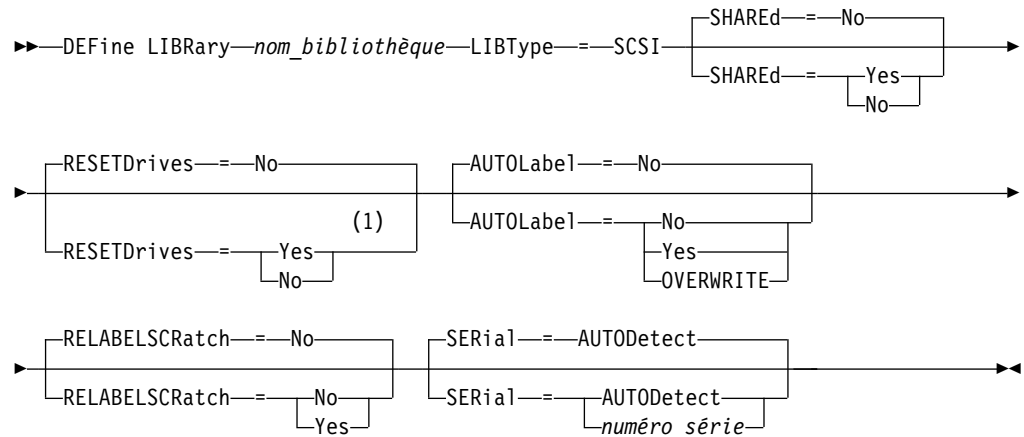 SHAREd = No
DEFine LIBRary nom_bibliothèque LIBType = SCSI
SHAREd = Yes
No
RESETDrives = No
AUTOLabel = No
(1)
RESETDrives = Yes
No
AUTOLabel = No
Yes
OVERWRITE
RELABELSCRatch = No
SERial = AUTODetect
RELABELSCRatch = No
Yes
SERial = AUTODetect
numéro série